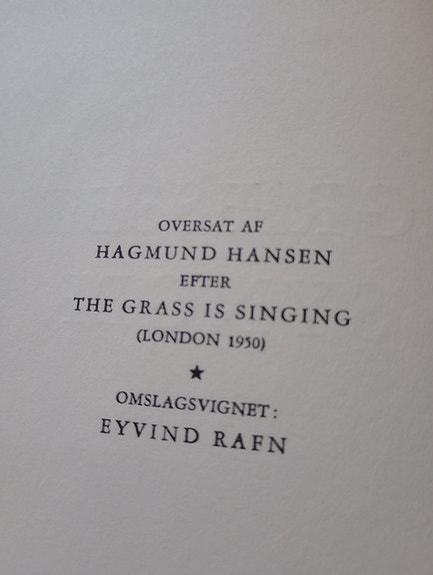 OVERSAT AF
HAGMUND HANSEN
EFTER
THE GRASS IS SINGING
(LONDON 1950)
★
OMSLAGSVIGNET:
EYVIND RAFN